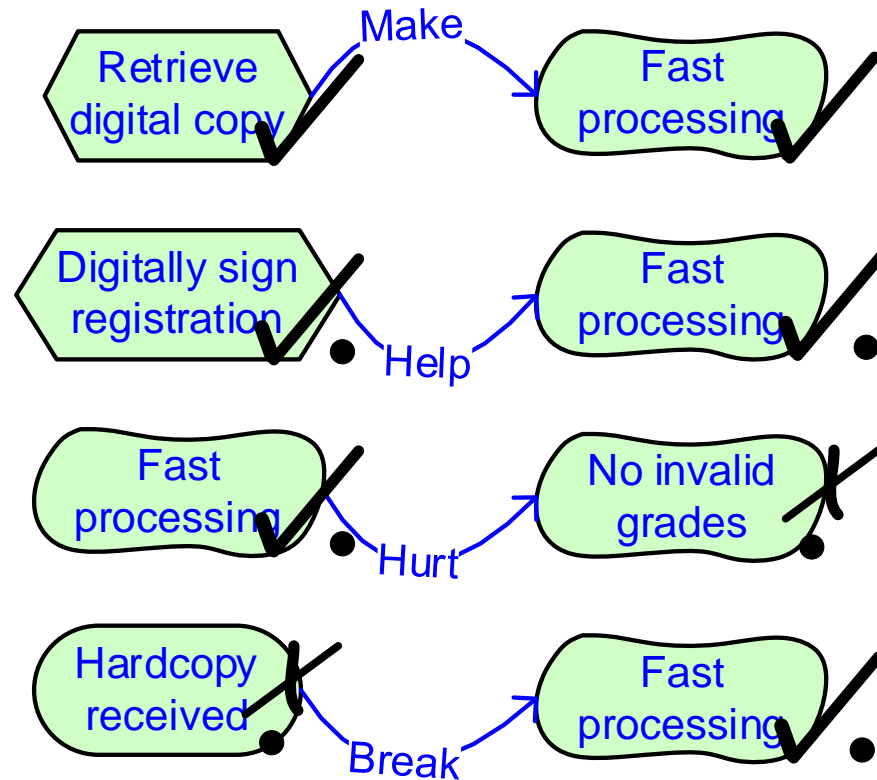 Make
Retrieve
digital copy
Fast
processing
Digitally sign
registration
Help
Fast
processing
Fast
processing
Hurt
No invalid
grades
Hardcopy
received
Break
Fast
processing